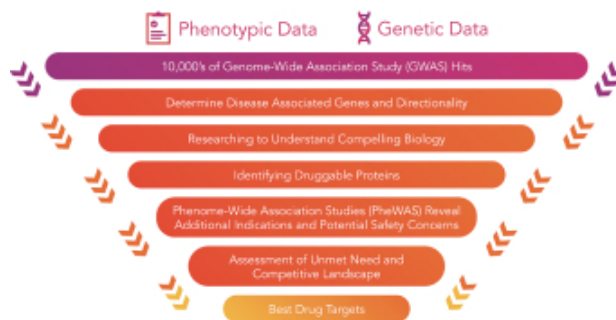 Phenotypic Data
Genetic Data
10,000's of Genome-Wide Association Study (GWAS) Hits
Determine Disease Associated Genes and Directionality
Researching to Understand Compelling Biology
Identifying Druggable Proteins
Phenome-Wide Association Studies (PheWAS) Reveal
Additional Indications and Potential Safety Concerns
Assessment of Unmet Need and
Competitive Landscape
Best Drug Targets